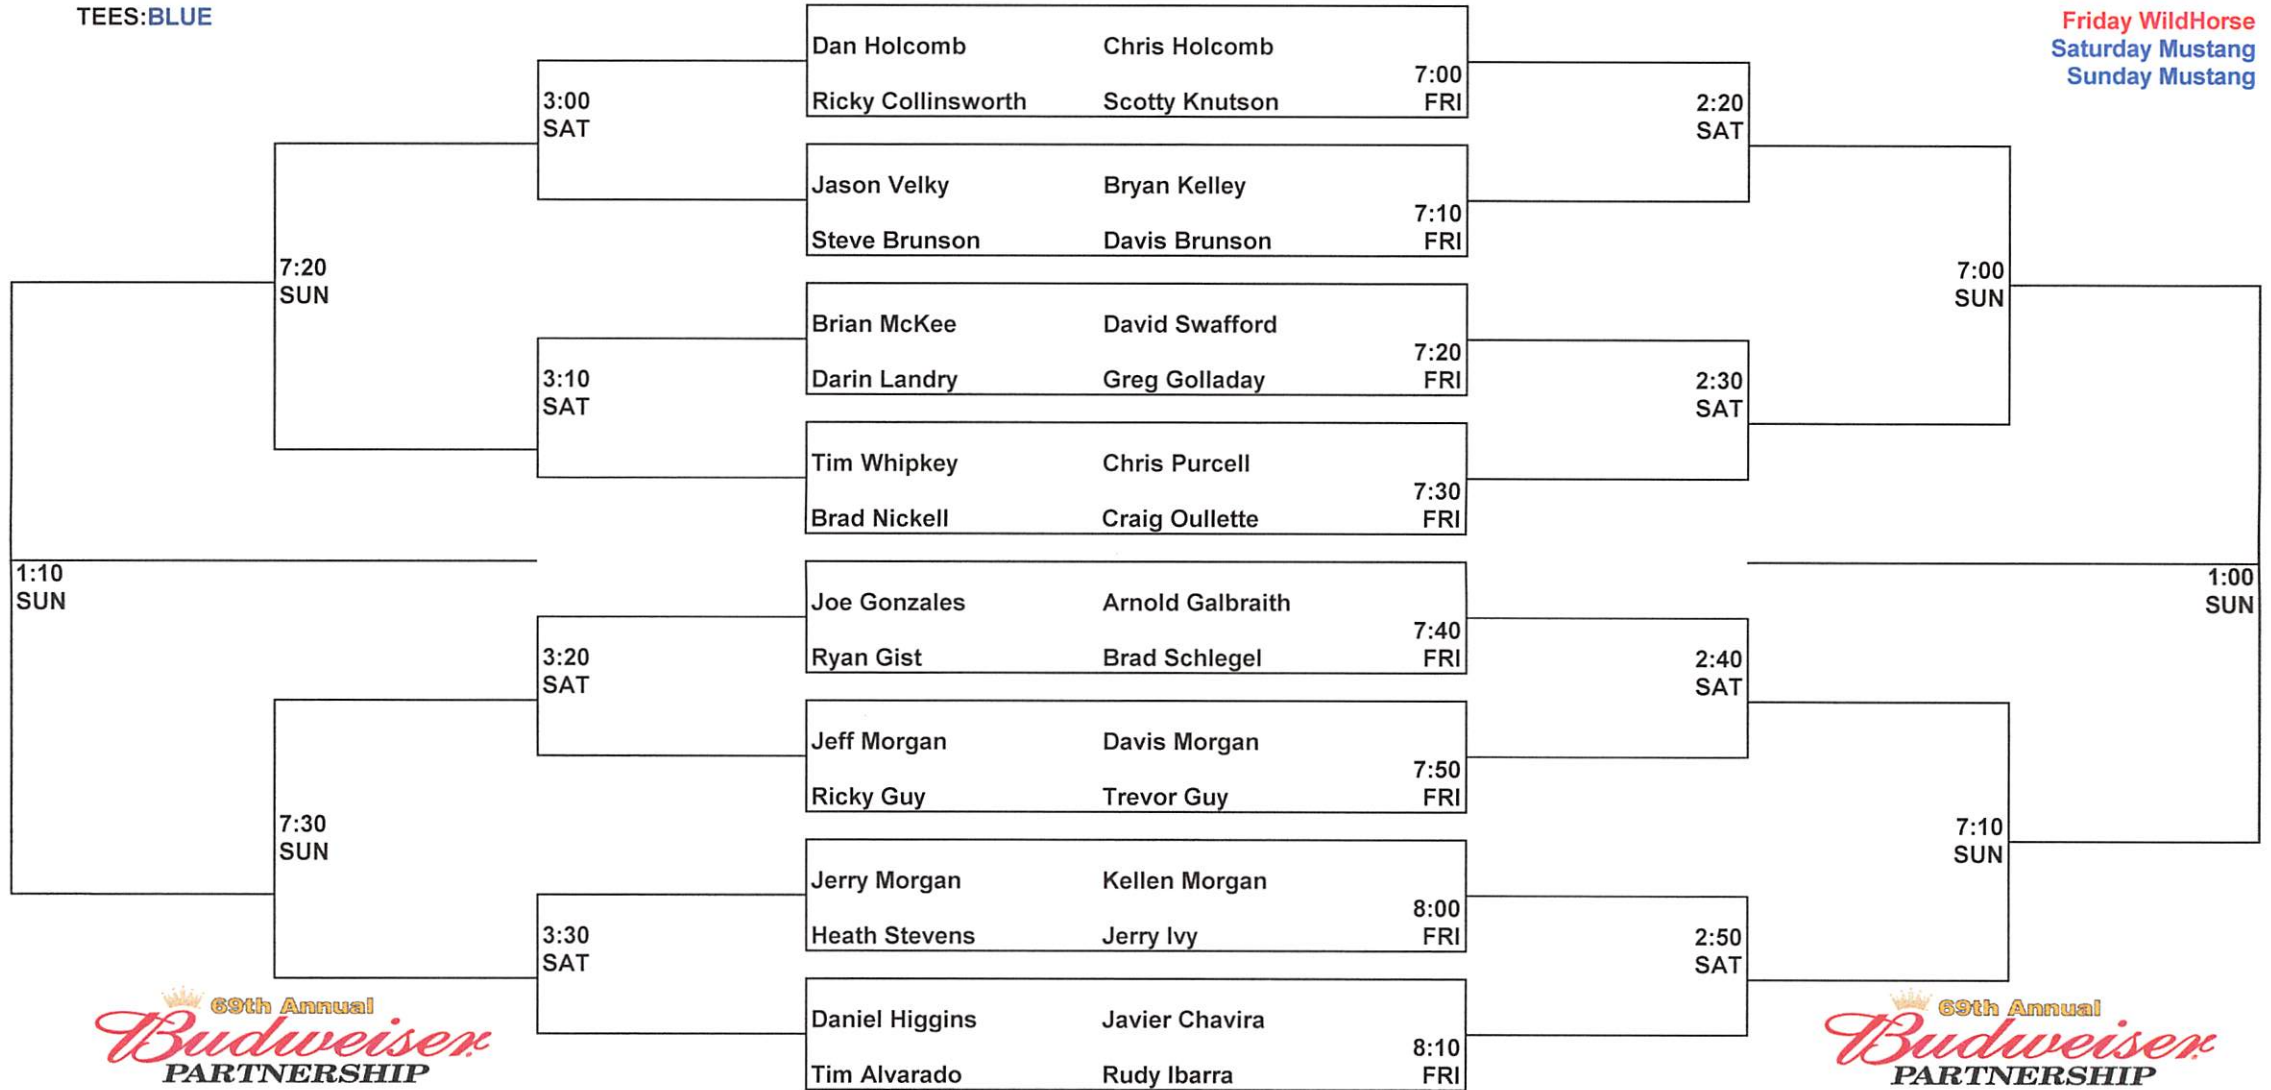 TEES:BLUE
Friday WildHorse
Saturday Mustang
Sunday Mustang
Dan Holcomb Chris Holcomb
7:00
Ricky Collinsworth Scotty Knutson FRI
3:00
SAT
2:20
SAT
Jason Velky Bryan Kelley
7:10
Steve Brunson Davis Brunson FRI
7:20
SUN
7:00
SUN
Brian McKee David Swafford
7:20
Darin Landry Greg Golladay FRI
3:10
SAT
2:30
SAT
Tim Whipkey Chris Purcell
7:30
Brad Nickell Craig Oullette FRI
1:10
SUN
1:00
SUN
Joe Gonzales Arnold Galbraith
7:40
Ryan Gist Brad Schlegel FRI
3:20
SAT
2:40
SAT
Jeff Morgan Davis Morgan
7:50
Ricky Guy Trevor Guy FRI
7:30
SUN
7:10
SUN
Jerry Morgan Kellen Morgan
8:00
Heath Stevens Jerry Ivy FRI
3:30
SAT
2:50
SAT
Daniel Higgins Javier Chavira
8:10
Tim Alvarado Rudy Ibarra FRI
69th Annual
Budweiser
PARTNERSHIP
69th Annual
Budweiser
PARTNERSHIP